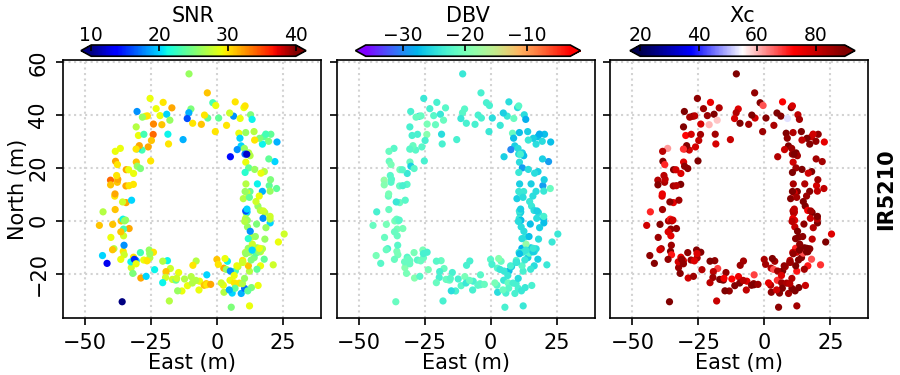 SNR DBV Xc
10 20 30 40 −30 −20 −10 20 40 60 80
60
40
20
0
−20
North (m)
IR5210
−50 −25 0 25 −50 −25 0 25 −50 −25 0 25
East (m) East (m) East (m)